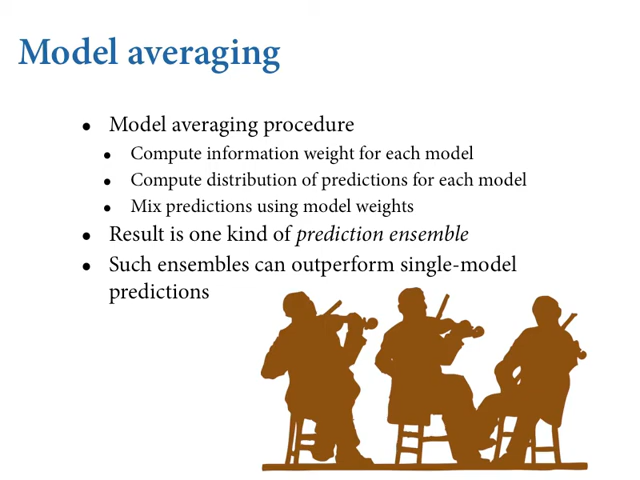 Model averaging
• Model averaging procedure
• Compute information weight for each model
• Compute distribution of predictions for each model
• Mix predictions using model weights
• Result is one kind of prediction ensemble
• Such ensembles can outperform single-model
predictions